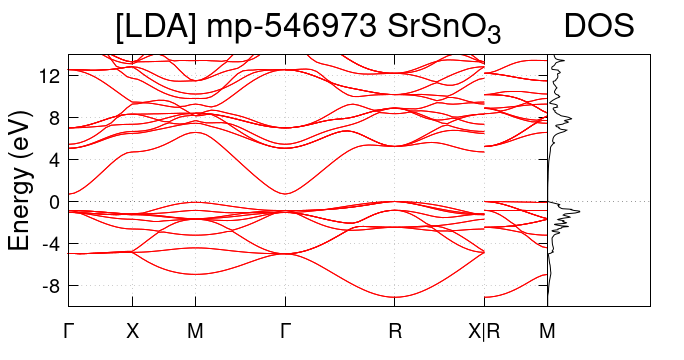 [LDA] mp-546973 SrSnO3 DOS
Energy (eV)
12
8
4
0
-4
-8
Γ X M Γ R X|R M